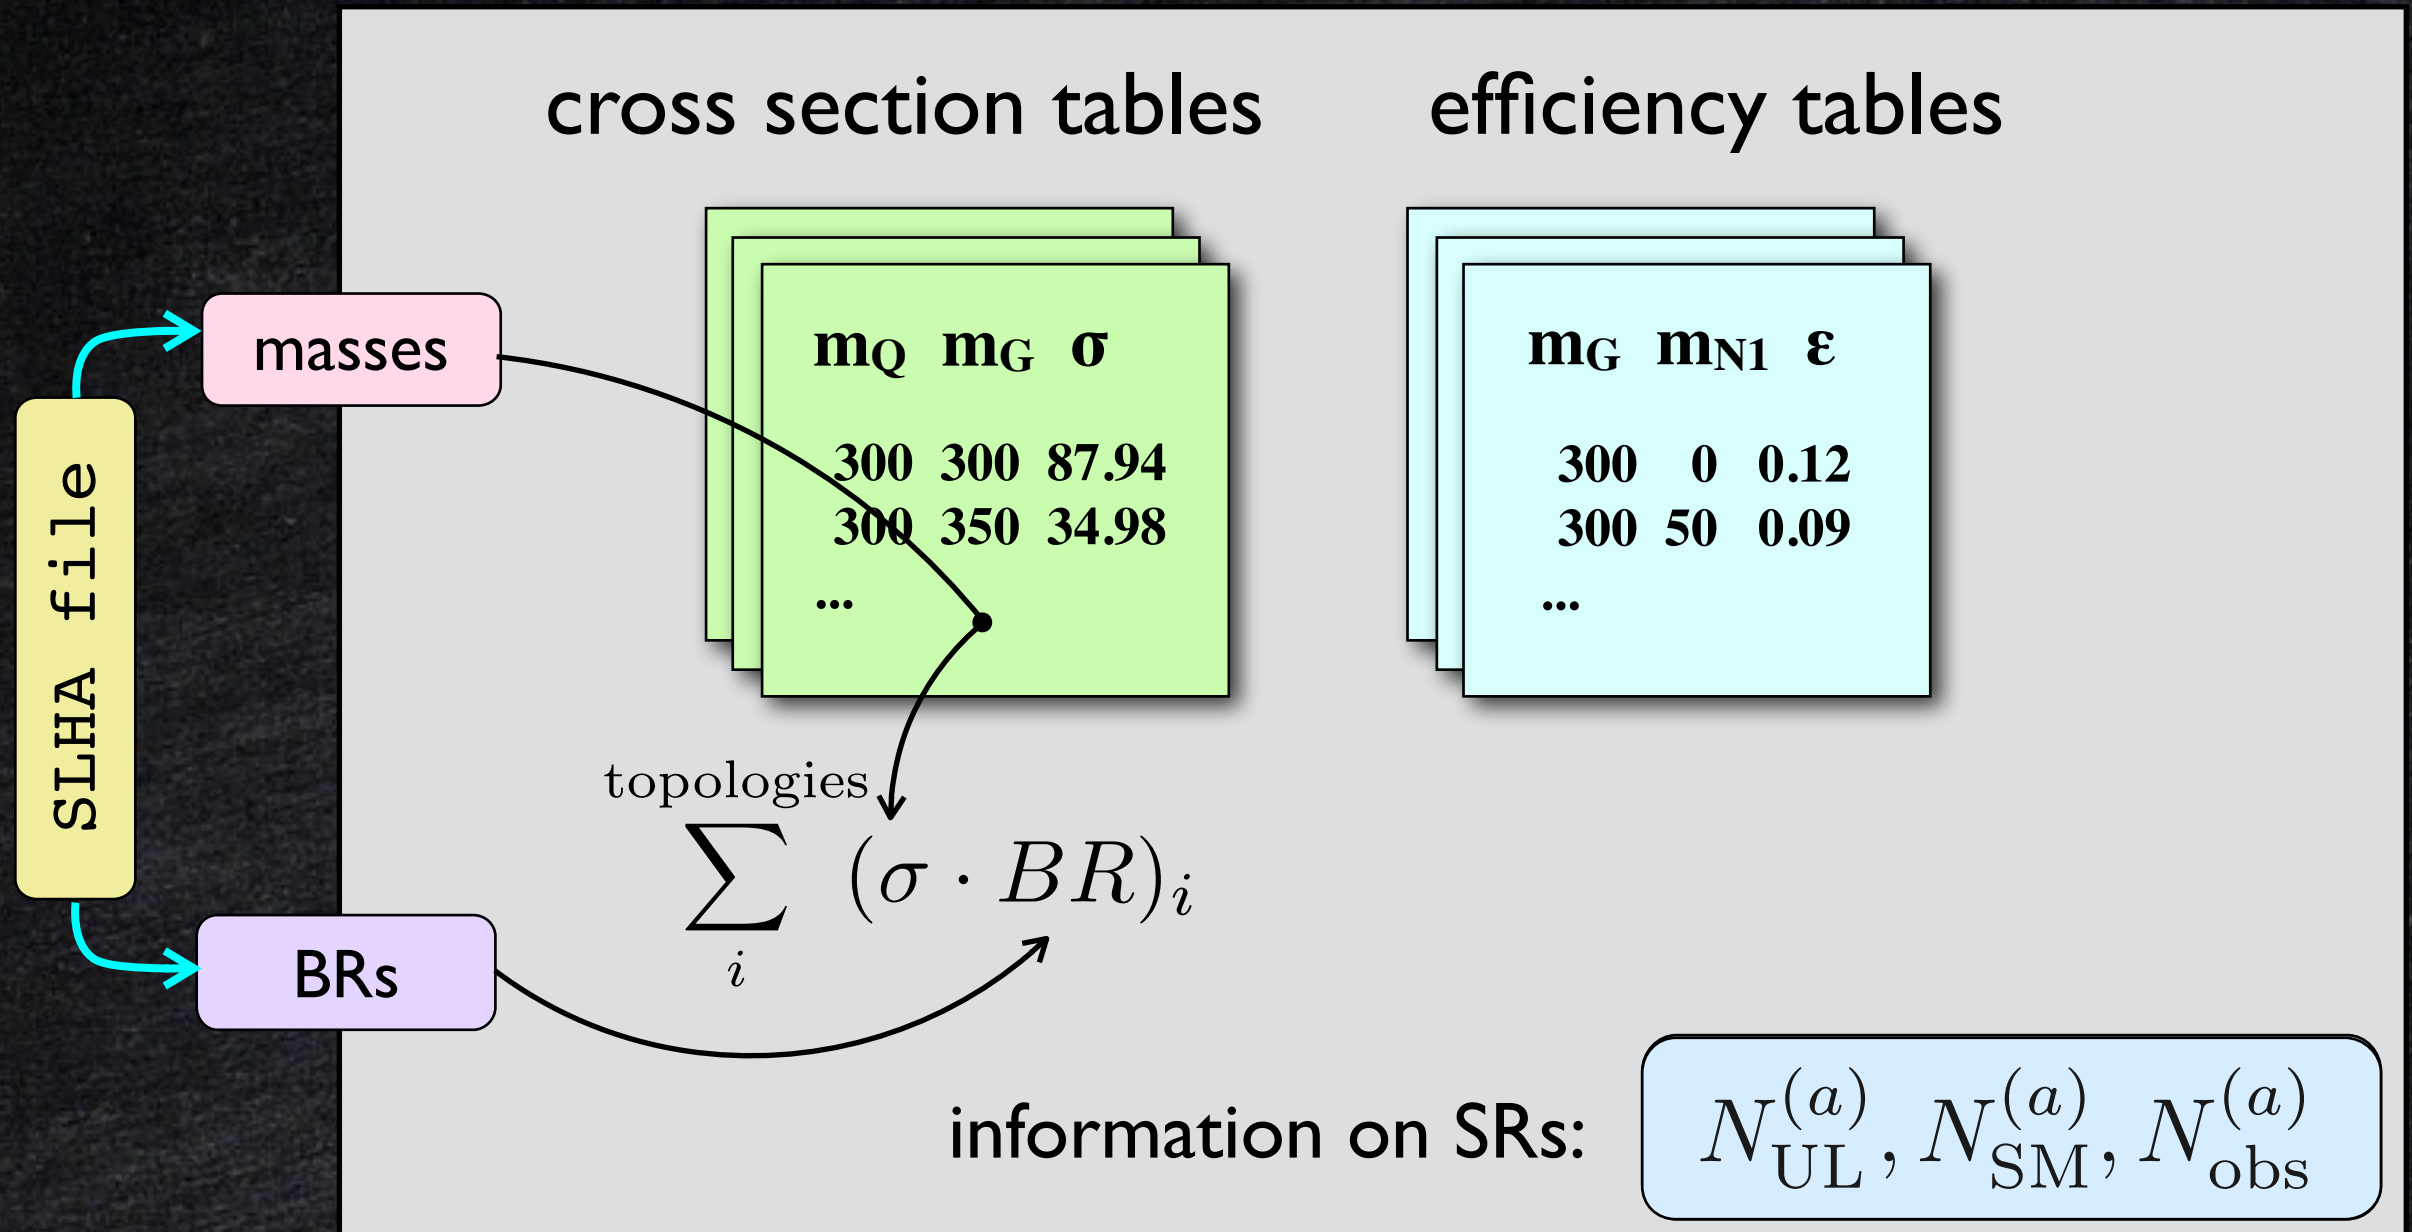 cross section tables
efficiency tables
masses
SLHA file
BRs
mQ mG σ
300 300 87.94
300 350 34.98
...
mG mN1 ε
300 0 0.12
300 50 0.09
...
topologies
∑ (σ · BR)i
i
information on SRs:
N(a)UL, N(a)SM, N(a)obs